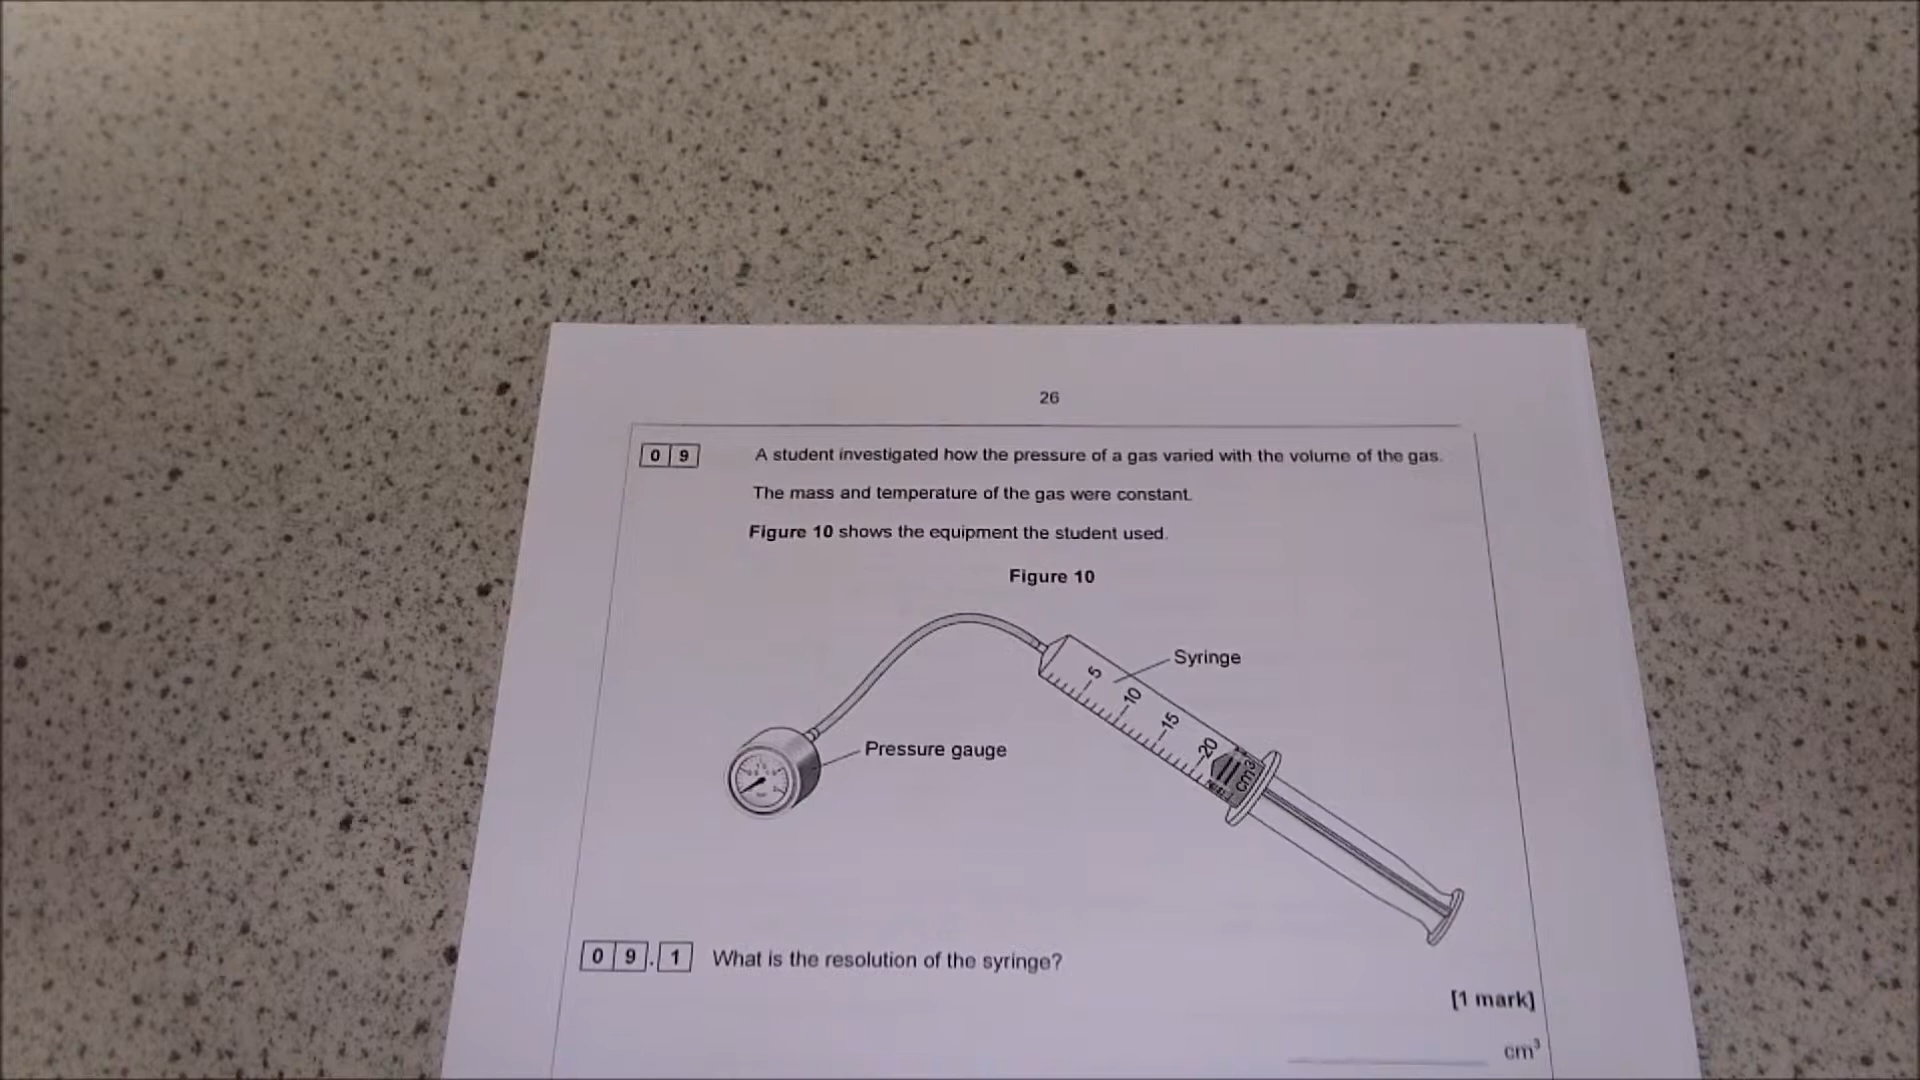 26
0 9 A student investigated how the pressure of a gas varied with the volume of the gas.
The mass and temperature of the gas were constant.
Figure 10 shows the equipment the student used.
Figure 10
Syringe
5
10
15
20
cm³
Pressure gauge
0 9 . 1 What is the resolution of the syringe?
[1 mark]
cm³